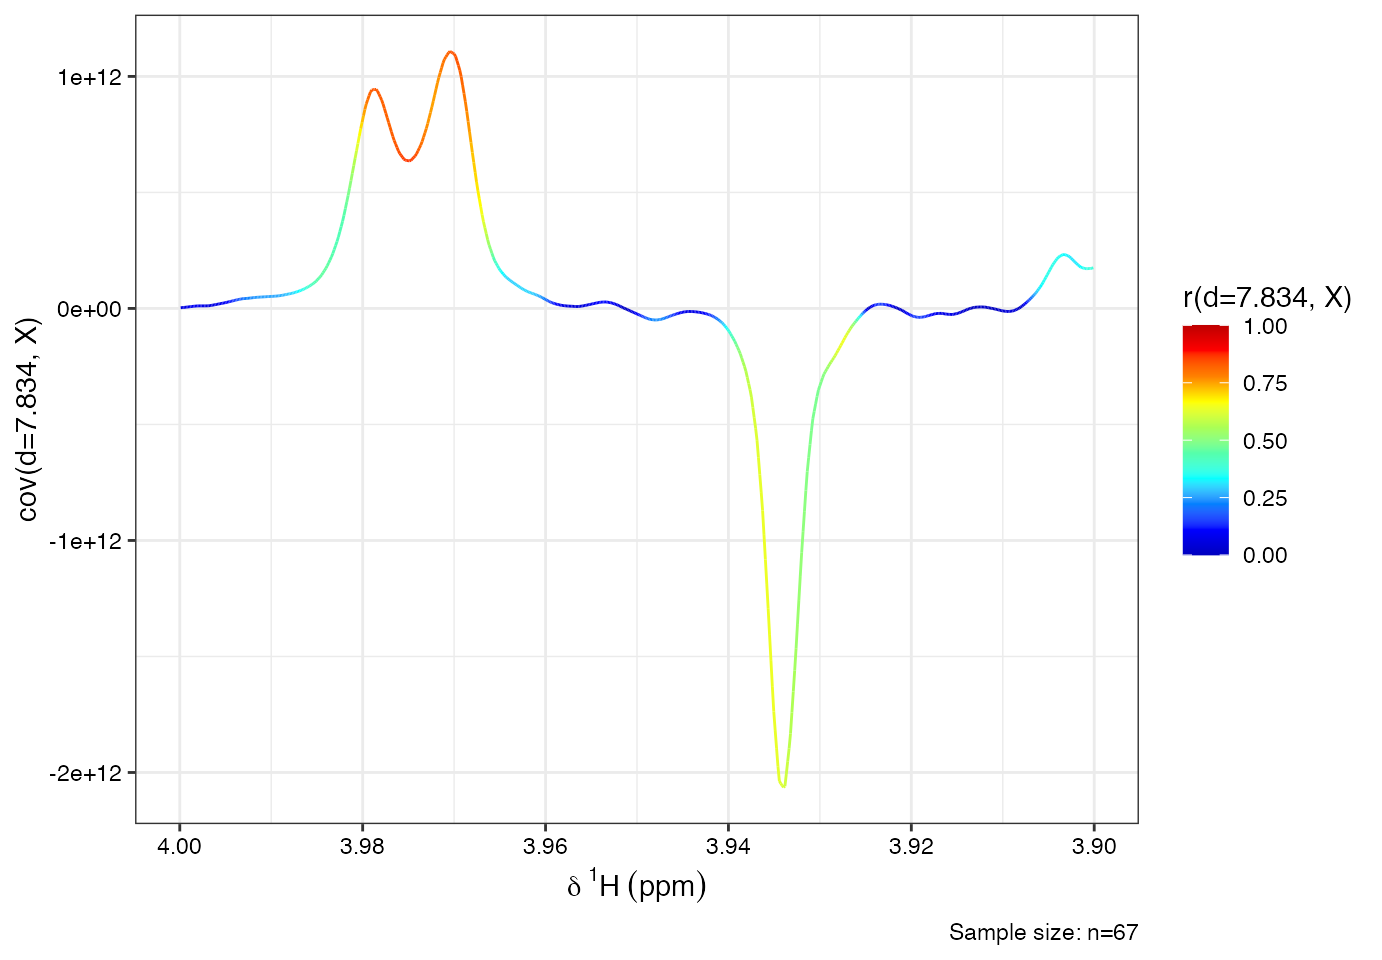 cov(d=7.834, X)
1e+12
0e+00
-1e+12
-2e+12
4.00 3.98 3.96 3.94 3.92 3.90
δ ¹H (ppm)
r(d=7.834, X)
1.00
0.75
0.50
0.25
0.00
Sample size: n=67